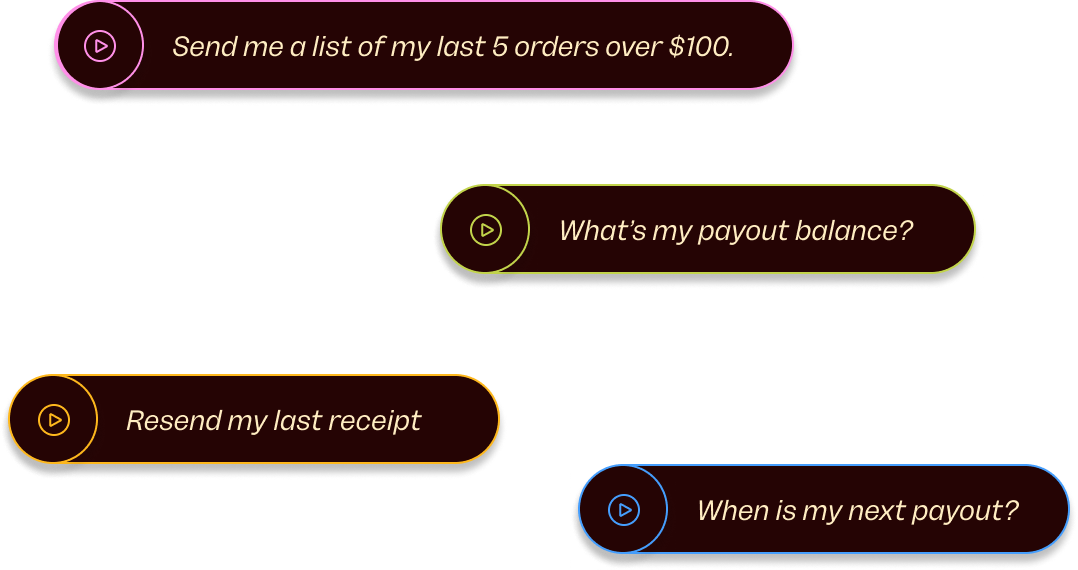 Send me a list of my last 5 orders over $100.
What's my payout balance?
Resend my last receipt
When is my next payout?